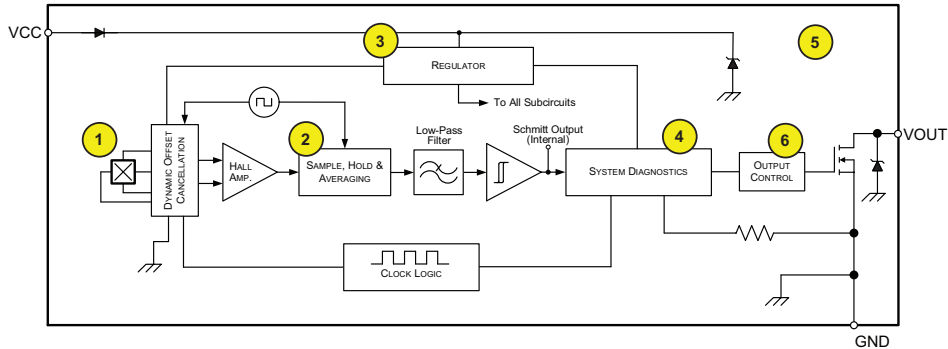 VCC
3
5
REGULATOR
To All Subcircuits
1
2
Low-Pass
Filter
Schmitt Output
(Internal)
4
6
VOUT
DYNAMIC OFFSET
CANCELLATION
HALL
AMP.
SAMPLE, HOLD &
AVERAGING
SYSTEM DIAGNOSTICS
OUTPUT
CONTROL
CLOCK LOGIC
GND